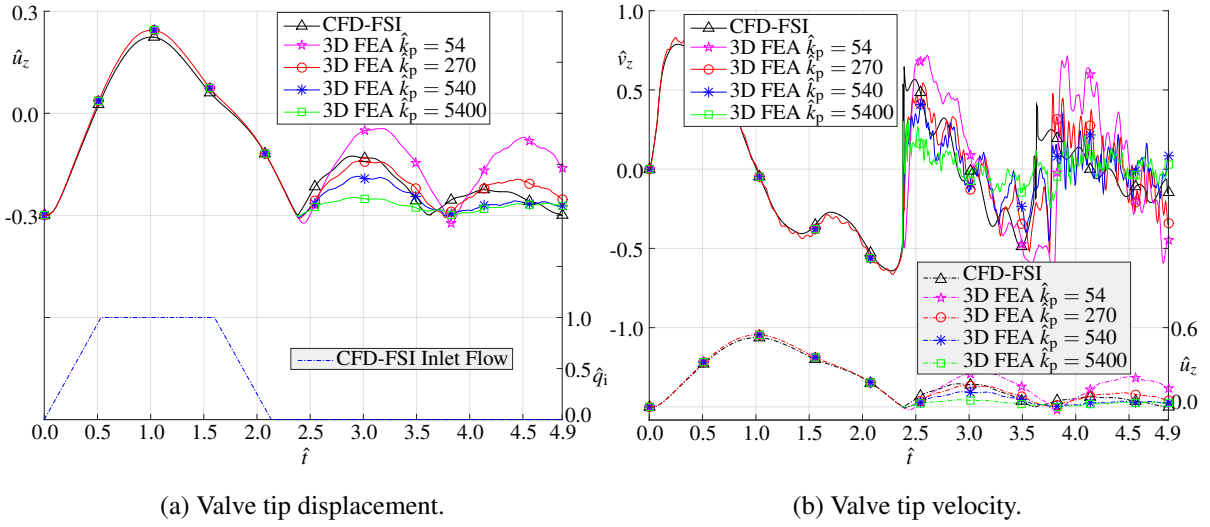 0.3
0.0
-0.3
û_z
CFD-FSI
3D FEA k̂_p = 54
3D FEA k̂_p = 270
3D FEA k̂_p = 540
3D FEA k̂_p = 5400
CFD-FSI Inlet Flow
1.0
0.5
0.0
q̂_i
0.0 0.5 1.0 1.5 2.0 2.5 3.0 3.5 4.0 4.5 4.9
t̂
(a) Valve tip displacement.
1.0
0.5
0.0
-0.5
-1.0
v̂_z
CFD-FSI
3D FEA k̂_p = 54
3D FEA k̂_p = 270
3D FEA k̂_p = 540
3D FEA k̂_p = 5400
CFD-FSI
3D FEA k̂_p = 54
3D FEA k̂_p = 270
3D FEA k̂_p = 540
3D FEA k̂_p = 5400
0.6
û_z
0.0
0.0 0.5 1.0 1.5 2.0 2.5 3.0 3.5 4.0 4.5 4.9
t̂
(b) Valve tip velocity.